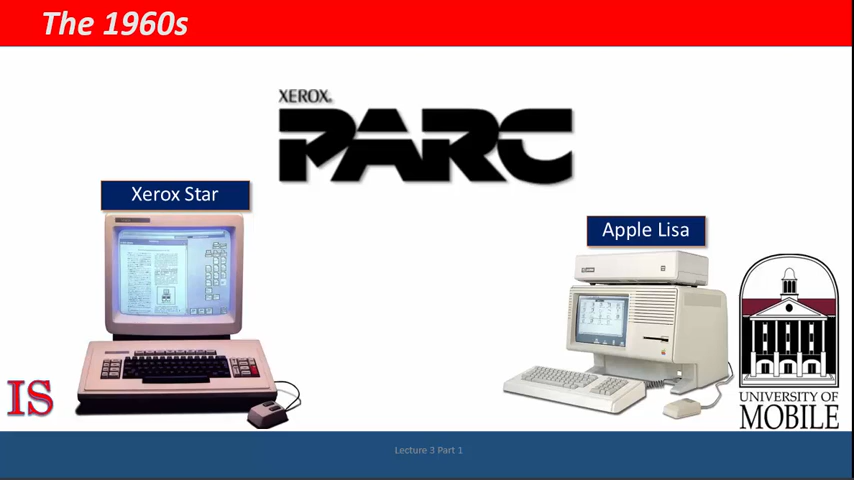 The 1960s
XEROX.
PARC
Xerox Star
Apple Lisa
IS
UNIVERSITY OF
MOBILE
Lecture 3 Part 1